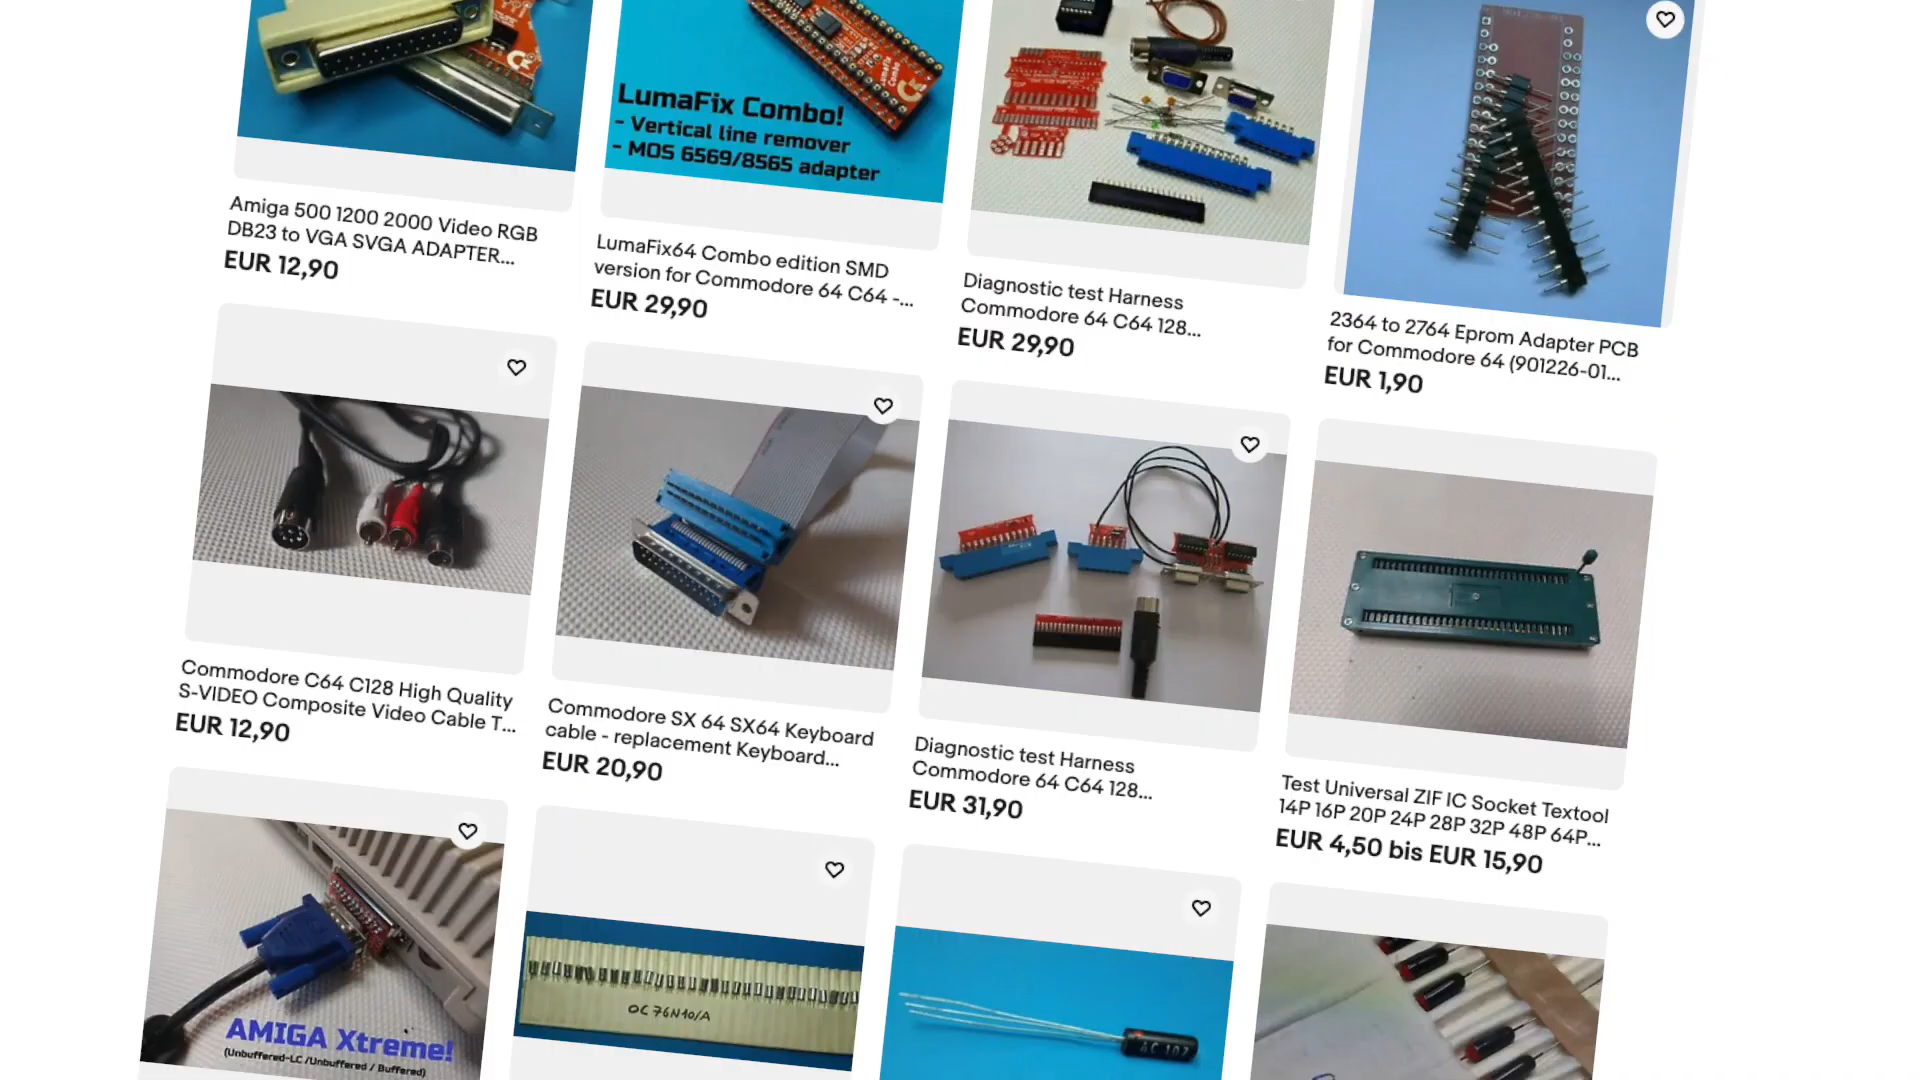 LumaFix Combo!
- Vertical line remover
- MOS 6569/8565 adapter
LumaFix
Combo
Amiga 500 1200 2000 Video RGB
DB23 to VGA SVGA ADAPTER...
EUR 12,90
LumaFix64 Combo edition SMD
version for Commodore 64 C64 -...
EUR 29,90
Diagnostic test Harness
Commodore 64 C64 128...
EUR 29,90
2364 to 2764 Eprom Adapter PCB
for Commodore 64 (901226-01...
EUR 1,90
Commodore C64 C128 High Quality
S-VIDEO Composite Video Cable T...
EUR 12,90
Commodore SX 64 SX64 Keyboard
cable - replacement Keyboard...
EUR 20,90
Diagnostic test Harness
Commodore 64 C64 128...
EUR 31,90
Test Universal ZIF IC Socket Textool
14P 16P 20P 24P 28P 32P 48P 64P...
EUR 4,50 bis EUR 15,90
AMIGA Xtreme!
(Unbuffered-LC /Unbuffered / Buffered)
OC 76N10/A
AC 107